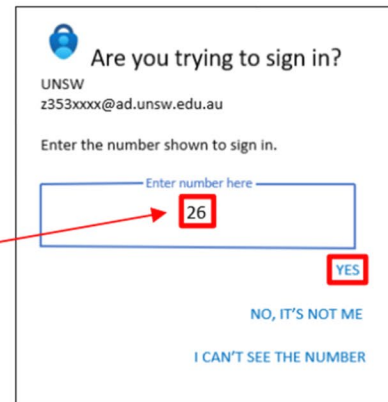 Are you trying to sign in?
UNSW
z353xxxx@ad.unsw.edu.au
Enter the number shown to sign in.
Enter number here
26
YES
NO, IT'S NOT ME
I CAN'T SEE THE NUMBER